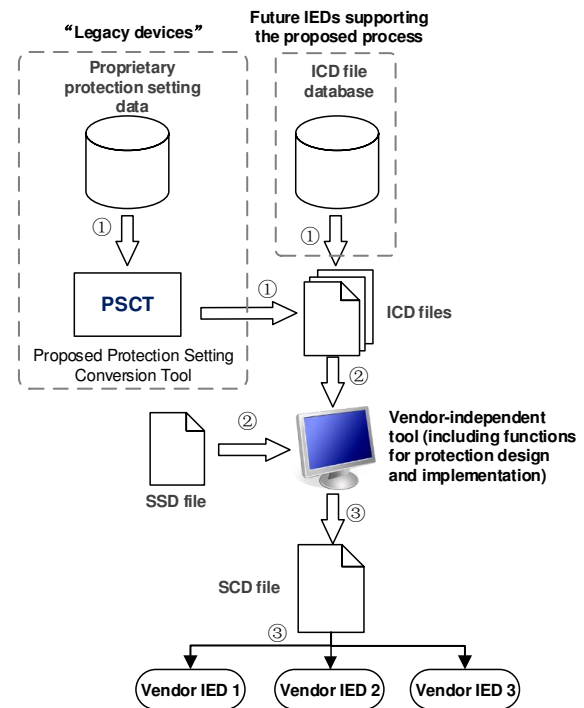 “Legacy devices”
Future IEDs supporting
the proposed process
Proprietary
protection setting
data
ICD file
database
①
①
PSCT
①
ICD files
Proposed Protection Setting
Conversion Tool
②
②
Vendor-independent
tool (including functions
for protection design
and implementation)
SSD file
③
SCD file
③
Vendor IED 1
Vendor IED 2
Vendor IED 3